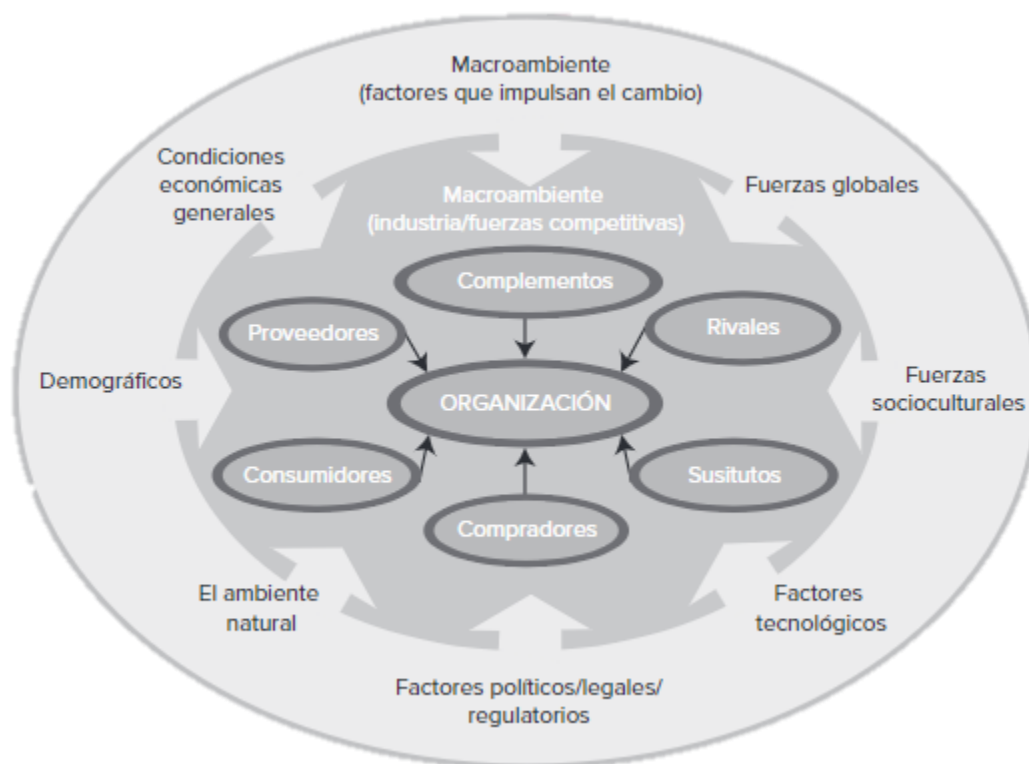 Macroambiente
(factores que impulsan el cambio)
Condiciones
económicas
generales
Fuerzas globales
Macroambiente
(industria/fuerzas competitivas)
Complementos
Proveedores
Rivales
Demográficos
ORGANIZACIÓN
Fuerzas
socioculturales
Consumidores
Susitutos
Compradores
El ambiente
natural
Factores
tecnológicos
Factores políticos/legales/
regulatorios